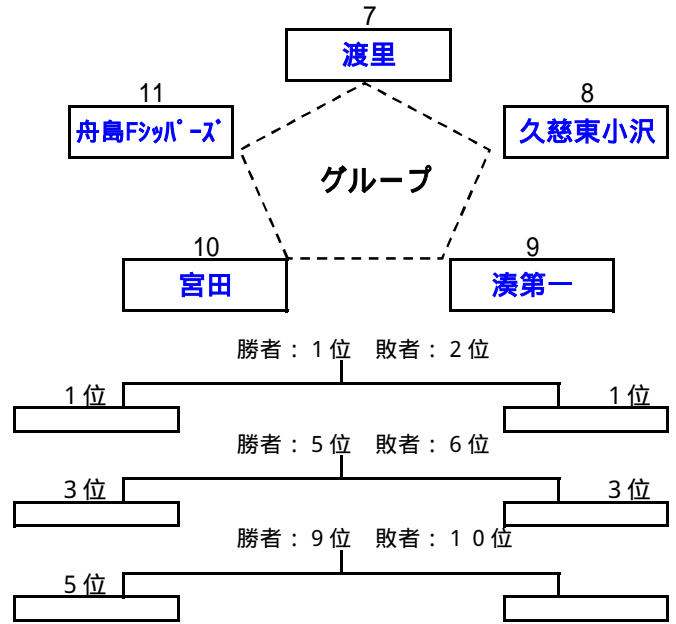 7
渡里
11
舟島Fｼｯﾊﾟｰｽﾞ
8
久慈東小沢
グループ
10
宮田
9
湊第一
勝者：1位　敗者：2位
1位
1位
勝者：5位　敗者：6位
3位
3位
勝者：9位　敗者：１０位
5位